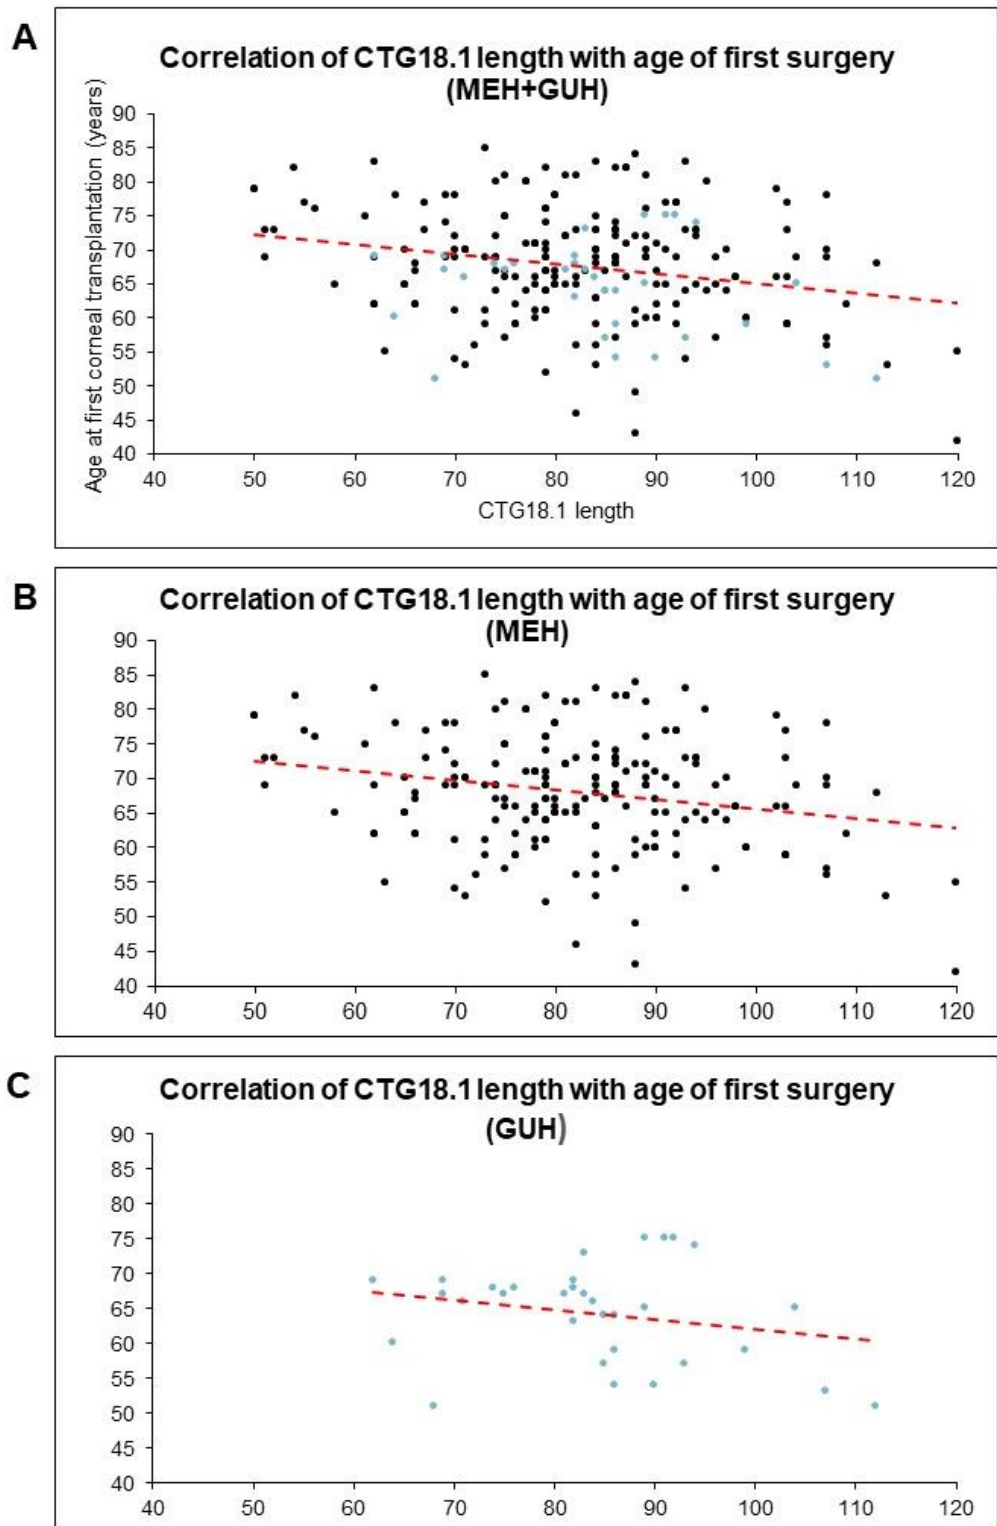 A
Correlation of CTG18.1 length with age of first surgery
(MEH+GUH)
Age at first corneal transplantation (years)
90
85
80
75
70
65
60
55
50
45
40
40 50 60 70 80 90 100 110 120
CTG18.1 length
B
Correlation of CTG18.1 length with age of first surgery
(MEH)
90
85
80
75
70
65
60
55
50
45
40
40 50 60 70 80 90 100 110 120
C
Correlation of CTG18.1 length with age of first surgery
(GUH)
90
85
80
75
70
65
60
55
50
45
40
40 50 60 70 80 90 100 110 120